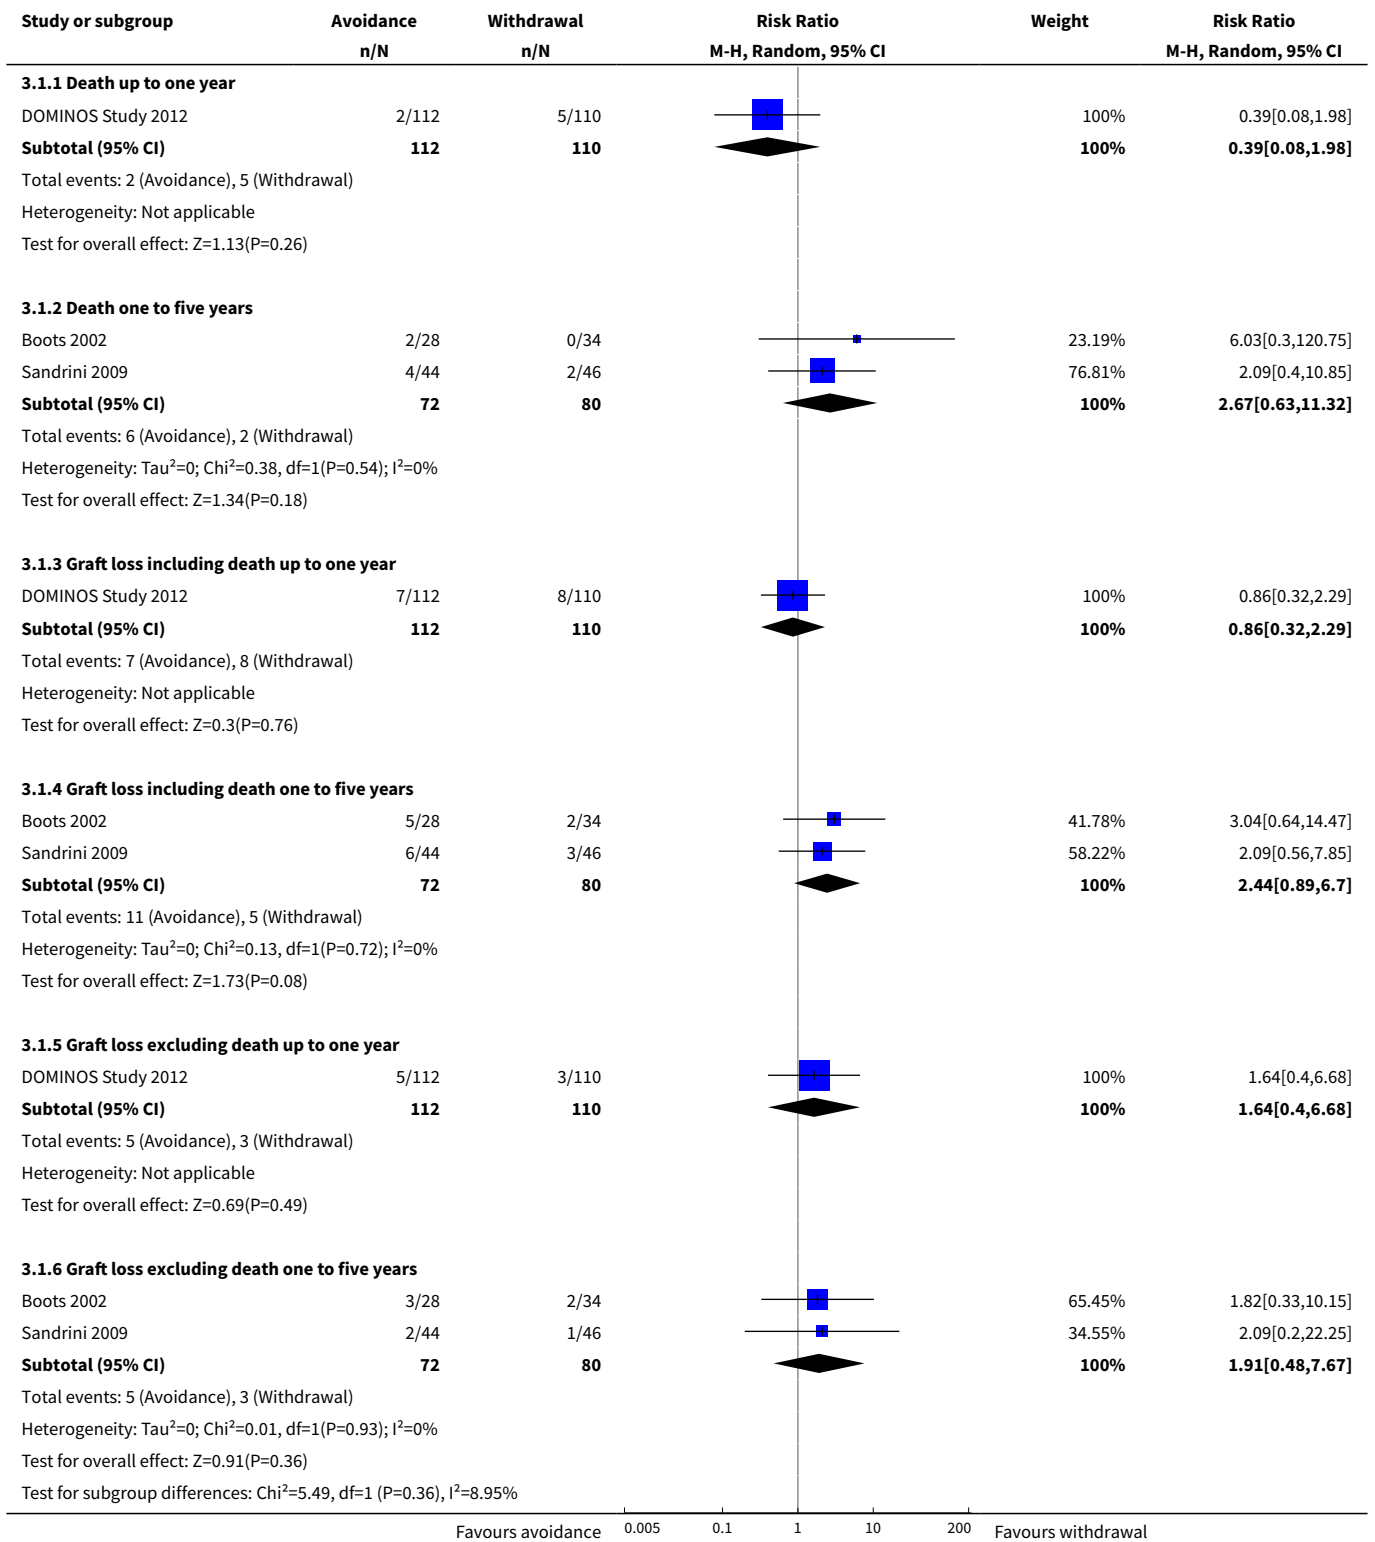 Study or subgroup Avoidance Withdrawal Risk Ratio Weight Risk Ratio
n/N n/N M-H, Random, 95% CI M-H, Random, 95% CI
3.1.1 Death up to one year
DOMINOS Study 2012 2/112 5/110 100% 0.39[0.08,1.98]
Subtotal (95% CI) 112 110 100% 0.39[0.08,1.98]
Total events: 2 (Avoidance), 5 (Withdrawal)
Heterogeneity: Not applicable
Test for overall effect: Z=1.13(P=0.26)
3.1.2 Death one to five years
Boots 2002 2/28 0/34 23.19% 6.03[0.3,120.75]
Sandrini 2009 4/44 2/46 76.81% 2.09[0.4,10.85]
Subtotal (95% CI) 72 80 100% 2.67[0.63,11.32]
Total events: 6 (Avoidance), 2 (Withdrawal)
Heterogeneity: Tau²=0; Chi²=0.38, df=1(P=0.54); I²=0%
Test for overall effect: Z=1.34(P=0.18)
3.1.3 Graft loss including death up to one year
DOMINOS Study 2012 7/112 8/110 100% 0.86[0.32,2.29]
Subtotal (95% CI) 112 110 100% 0.86[0.32,2.29]
Total events: 7 (Avoidance), 8 (Withdrawal)
Heterogeneity: Not applicable
Test for overall effect: Z=0.3(P=0.76)
3.1.4 Graft loss including death one to five years
Boots 2002 5/28 2/34 41.78% 3.04[0.64,14.47]
Sandrini 2009 6/44 3/46 58.22% 2.09[0.56,7.85]
Subtotal (95% CI) 72 80 100% 2.44[0.89,6.7]
Total events: 11 (Avoidance), 5 (Withdrawal)
Heterogeneity: Tau²=0; Chi²=0.13, df=1(P=0.72); I²=0%
Test for overall effect: Z=1.73(P=0.08)
3.1.5 Graft loss excluding death up to one year
DOMINOS Study 2012 5/112 3/110 100% 1.64[0.4,6.68]
Subtotal (95% CI) 112 110 100% 1.64[0.4,6.68]
Total events: 5 (Avoidance), 3 (Withdrawal)
Heterogeneity: Not applicable
Test for overall effect: Z=0.69(P=0.49)
3.1.6 Graft loss excluding death one to five years
Boots 2002 3/28 2/34 65.45% 1.82[0.33,10.15]
Sandrini 2009 2/44 1/46 34.55% 2.09[0.2,22.25]
Subtotal (95% CI) 72 80 100% 1.91[0.48,7.67]
Total events: 5 (Avoidance), 3 (Withdrawal)
Heterogeneity: Tau²=0; Chi²=0.01, df=1(P=0.93); I²=0%
Test for overall effect: Z=0.91(P=0.36)
Test for subgroup differences: Chi²=5.49, df=1 (P=0.36), I²=8.95%
Favours avoidance 0.005 0.1 1 10 200 Favours withdrawal